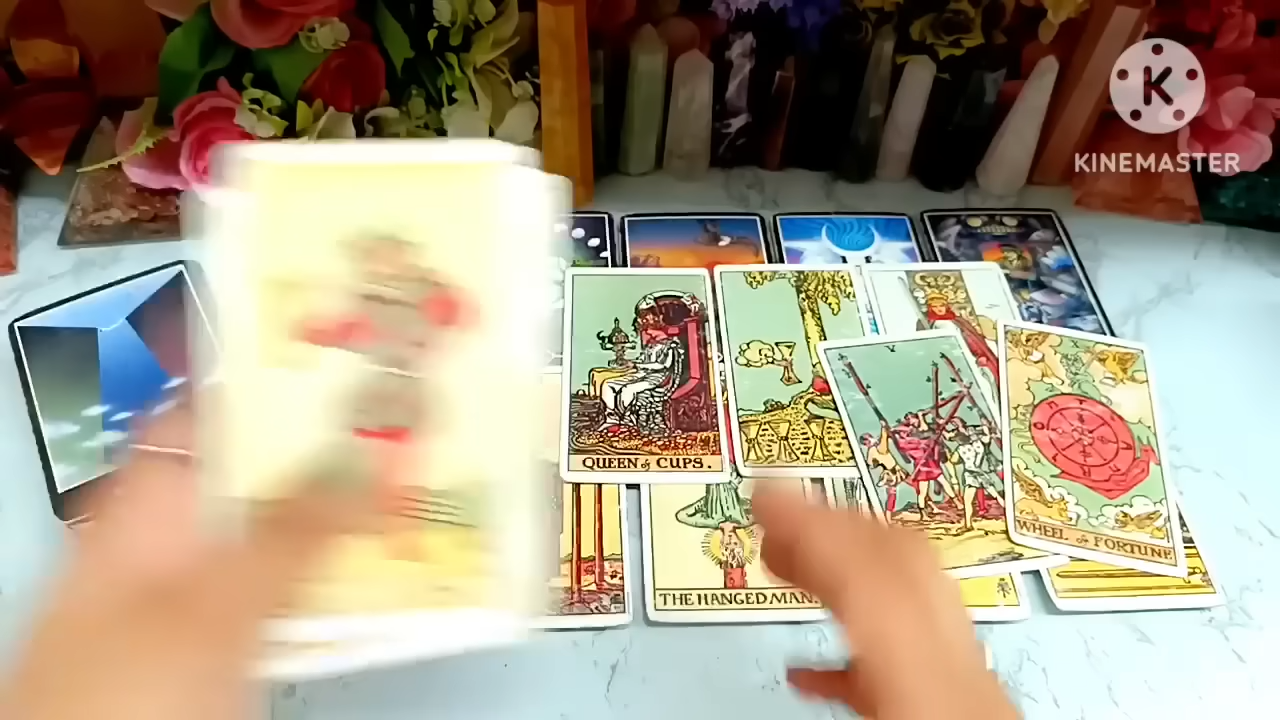 K
KINEMASTER
QUEEN of CUPS.
V
X
WHEEL of FORTUNE
THE HANGED MAN.